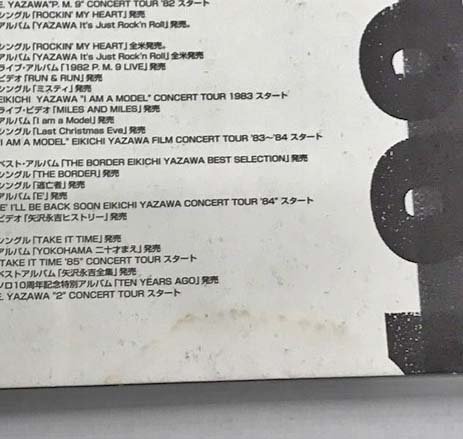 E. YAZAWA"P. M. 9" CONCERT TOUR '82 スタート
シングル「ROCKIN' MY HEART」発売
アルバム「YAZAWA It's Just Rock'n Roll」発売。
シングル「ROCKIN' MY HEART」全米発売。
アルバム「YAZAWA It's Just Rock'n Roll」全米発売
ライブ・アルバム「1982 P. M. 9 LIVE」発売
ビデオ「RUN & RUN」発売
シングル「ミスティ」発売
EIKICHI YAZAWA "I AM A MODEL" CONCERT TOUR 1983 スタート
ライブ・ビデオ「MILES AND MILES」発売
アルバム「I am a Model」発売
シングル「Last Christmas Eve」発売
"I AM A MODEL" EIKICHI YAZAWA FILM CONCERT TOUR '83~'84 スタート
ベスト・アルバム「THE BORDER EIKICHI YAZAWA BEST SELECTION」発売
シングル「THE BORDER」発売
シングル「逃亡者」発売
アルバム「E'」発売
E' I'LL BE BACK SOON EIKICHI YAZAWA CONCERT TOUR '84" スタート
ビデオ「矢沢永吉ヒストリー」発売
シングル「TAKE IT TIME」発売
アルバム「YOKOHAMA 二十才まえ」発売
"TAKE IT TIME '85" CONCERT TOUR スタート
ベストアルバム「矢沢永吉全集」発売
ソロ10周年記念特別アルバム「TEN YEARS AGO」発売
E. YAZAWA "2" CONCERT TOUR スタート